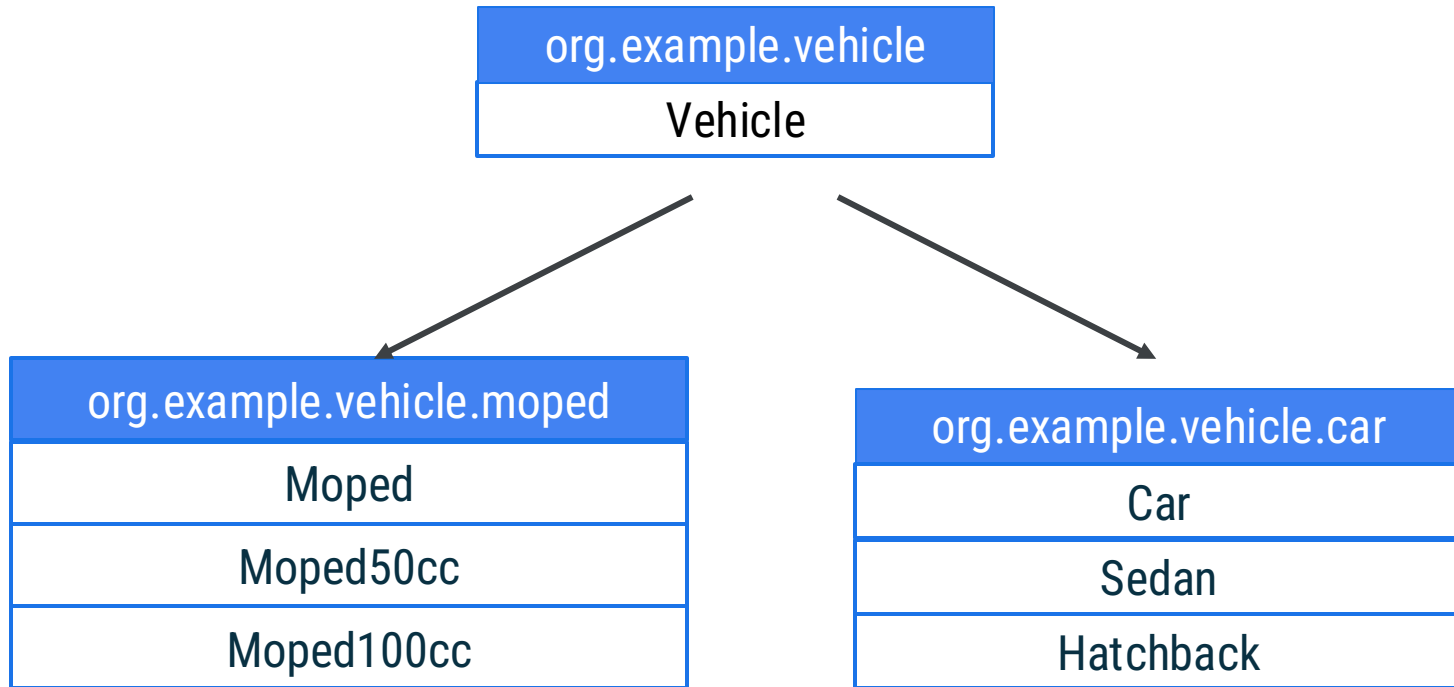 org.example.vehicle
Vehicle
org.example.vehicle.moped
Moped
Moped50cc
Moped100cc
org.example.vehicle.car
Car
Sedan
Hatchback